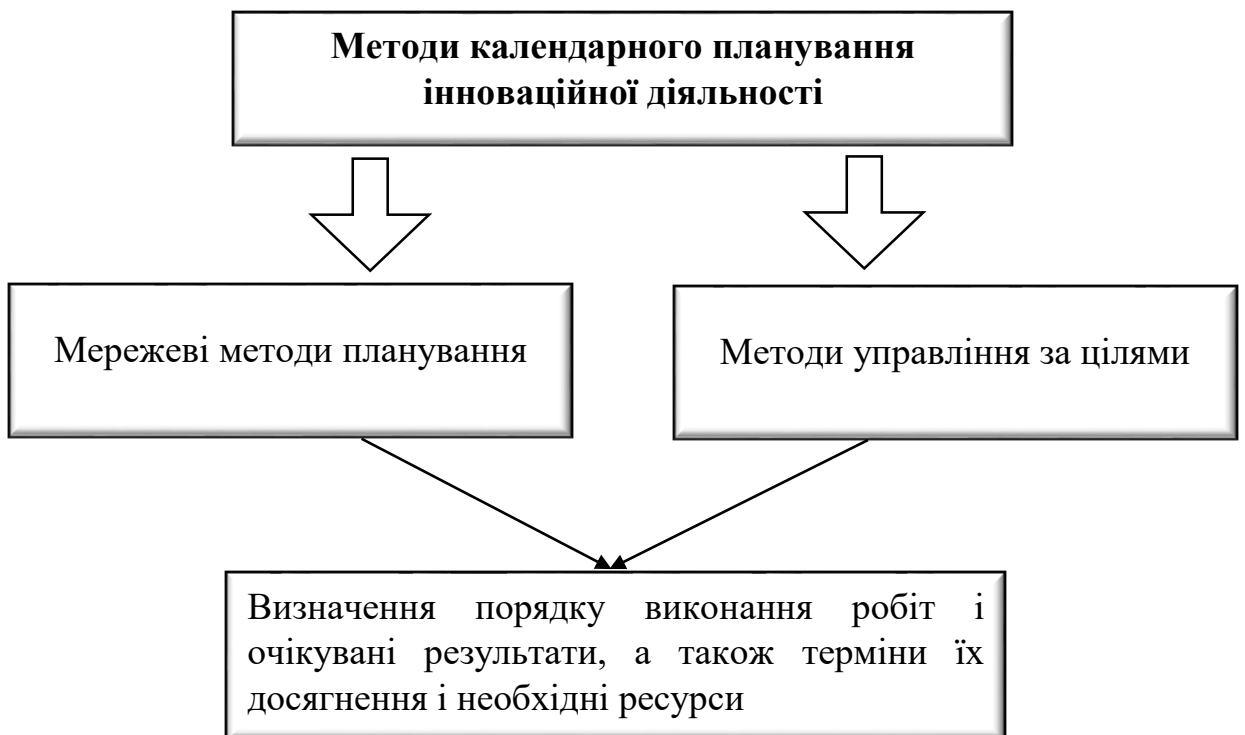 Методи календарного планування
інноваційної діяльності
Мережеві методи планування
Методи управління за цілями
Визначення порядку виконання робіт і
очікувані результати, а також терміни їх
досягнення і необхідні ресурси